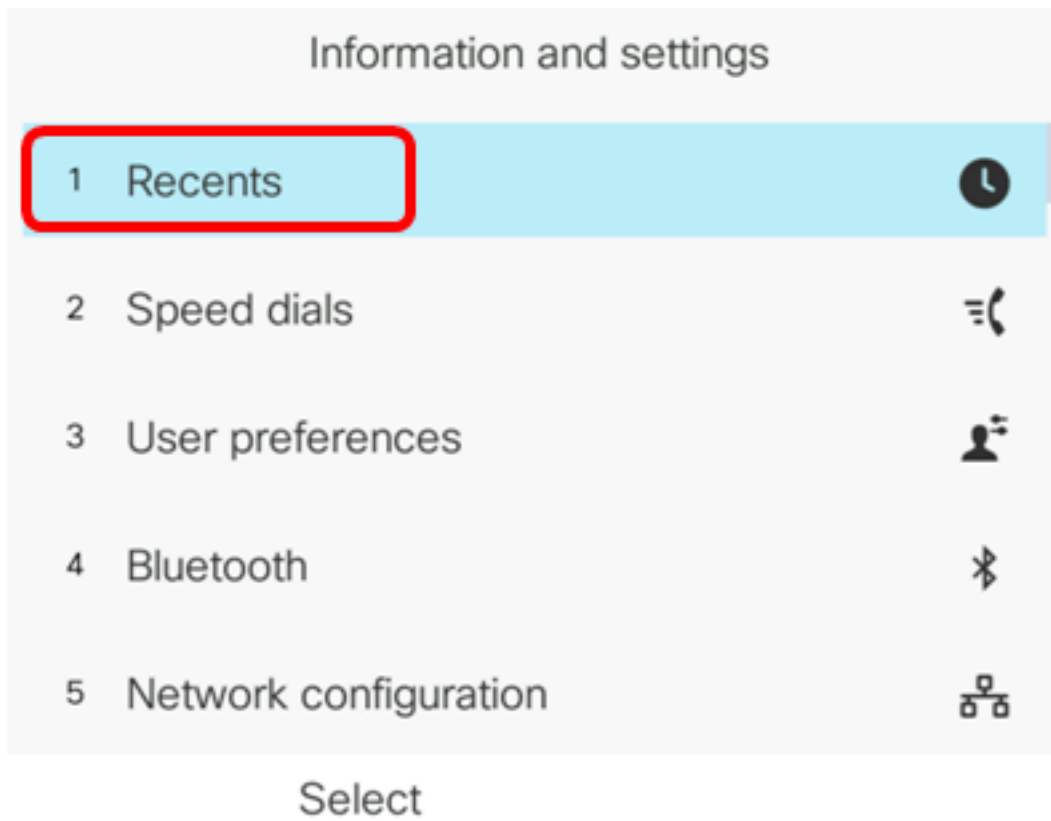 Information and settings
1 Recents
2 Speed dials
3 User preferences
4 Bluetooth
5 Network configuration
Select